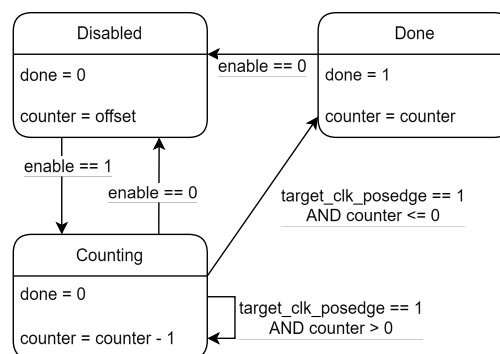 Disabled
done = 0
counter = offset
Done
done = 1
counter = counter
enable == 0
enable == 1
enable == 0
target_clk_posedge == 1
AND counter <= 0
Counting
done = 0
counter = counter - 1
target_clk_posedge == 1
AND counter > 0